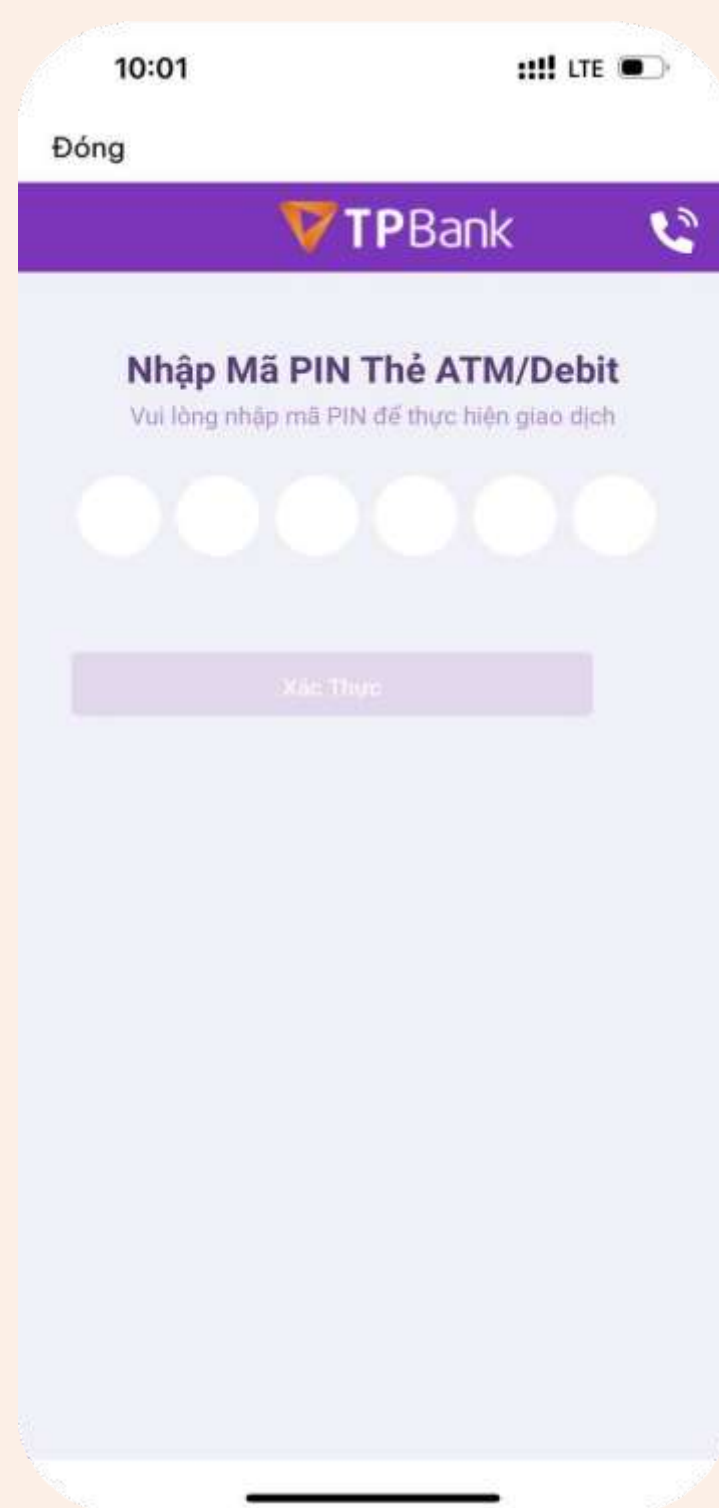 10:01
LTE
Đóng
TPBank
Nhập Mã PIN Thẻ ATM/Debit
Vui lòng nhập mã PIN để thực hiện giao dịch
Xác Thực